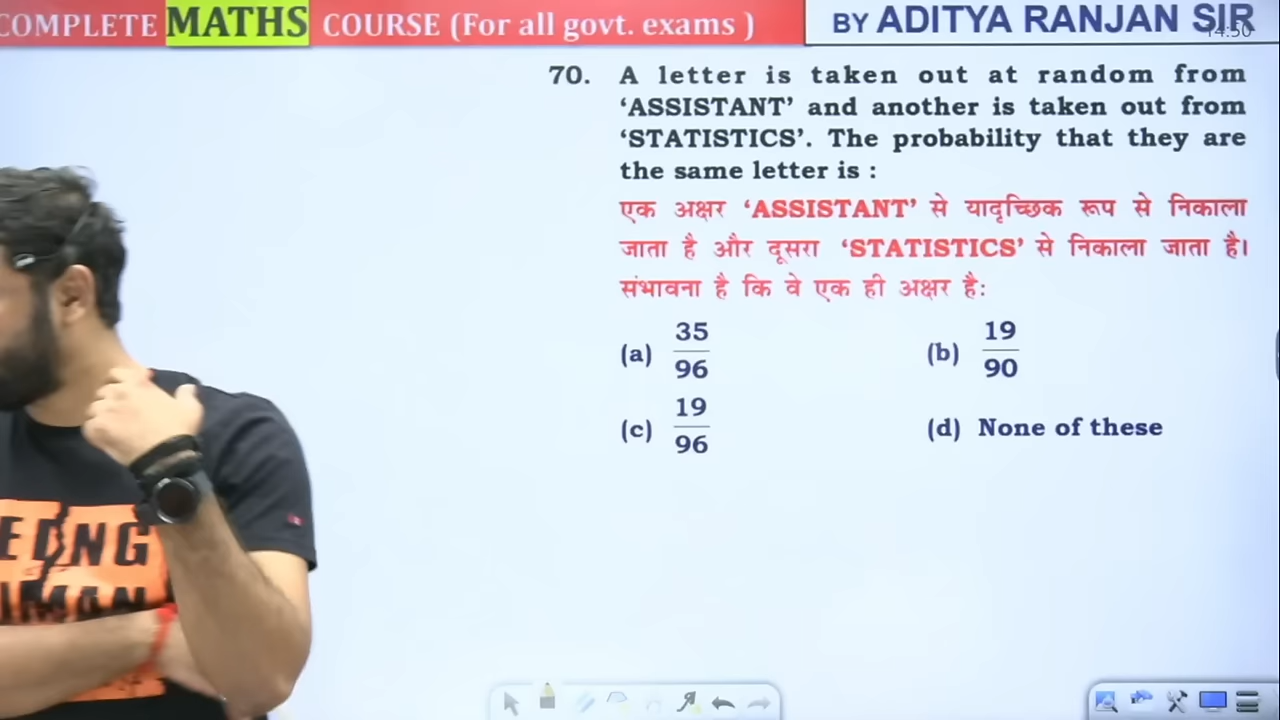 COMPLETE MATHS COURSE (For all govt. exams )
BY ADITYA RANJAN SIR
14:50
70. A letter is taken out at random from
‘ASSISTANT’ and another is taken out from
‘STATISTICS’. The probability that they are
the same letter is :
एक अक्षर ‘ASSISTANT’ से यादृच्छिक रूप से निकाला
जाता है और दूसरा ‘STATISTICS’ से निकाला जाता है।
संभावना है कि वे एक ही अक्षर है:
(a) 35/96 (b) 19/90
(c) 19/96 (d) None of these